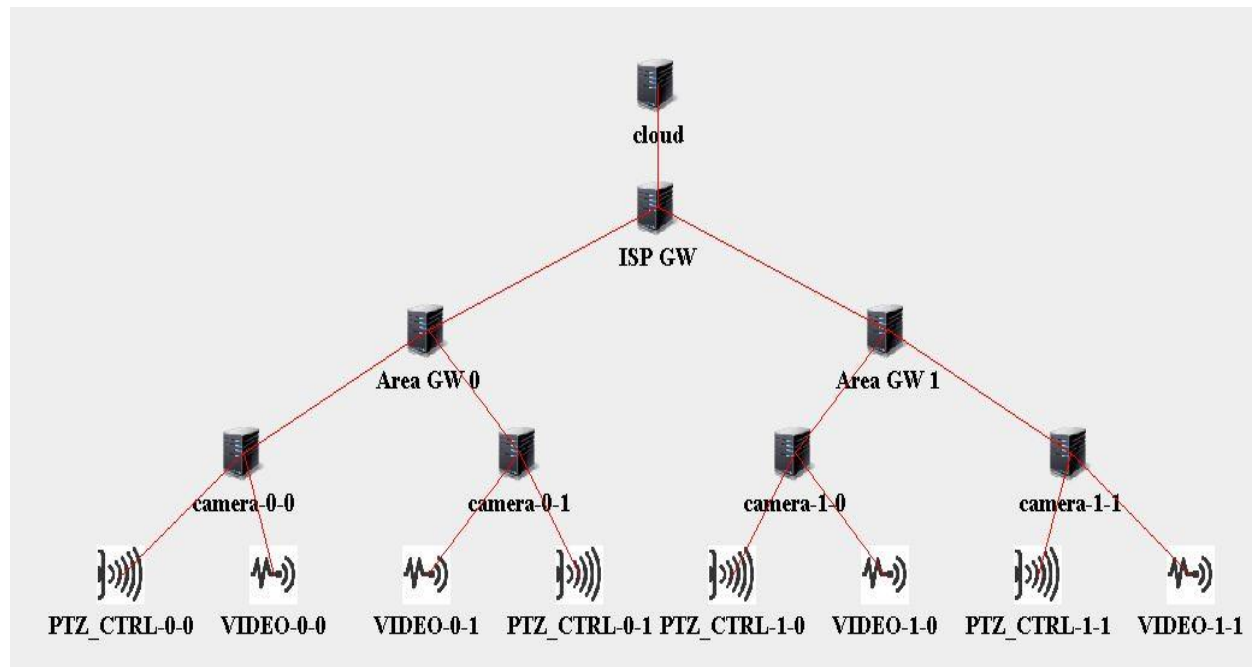 cloud
ISP GW
Area GW 0
Area GW 1
camera-0-0
camera-0-1
camera-1-0
camera-1-1
PTZ_CTRL-0-0
VIDEO-0-0
VIDEO-0-1
PTZ_CTRL-0-1
PTZ_CTRL-1-0
VIDEO-1-0
PTZ_CTRL-1-1
VIDEO-1-1